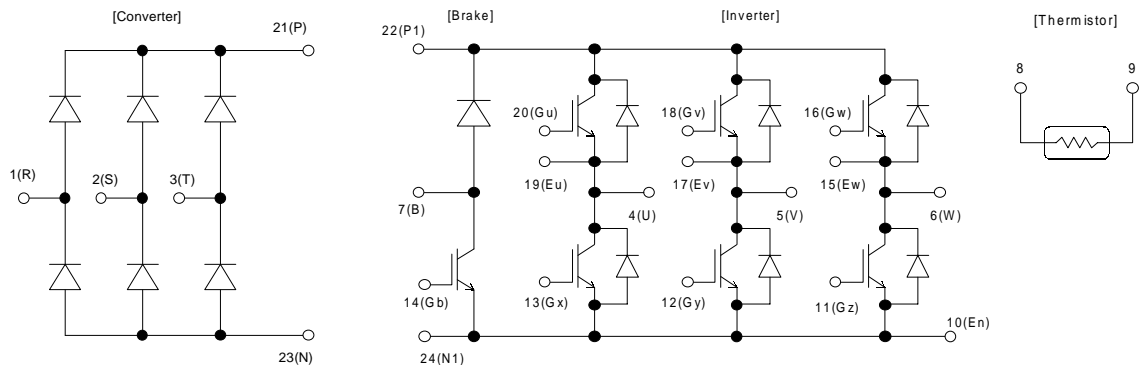 [Converter]
[Brake]
[Inverter]
[Thermistor]
21(P)
22(P1)
8
9
20(Gu)
18(Gv)
16(Gw)
1(R)
2(S)
3(T)
19(Eu)
17(Ev)
15(Ew)
7(B)
4(U)
5(V)
6(W)
14(Gb)
13(Gx)
12(Gy)
11(Gz)
10(En)
23(N)
24(N1)